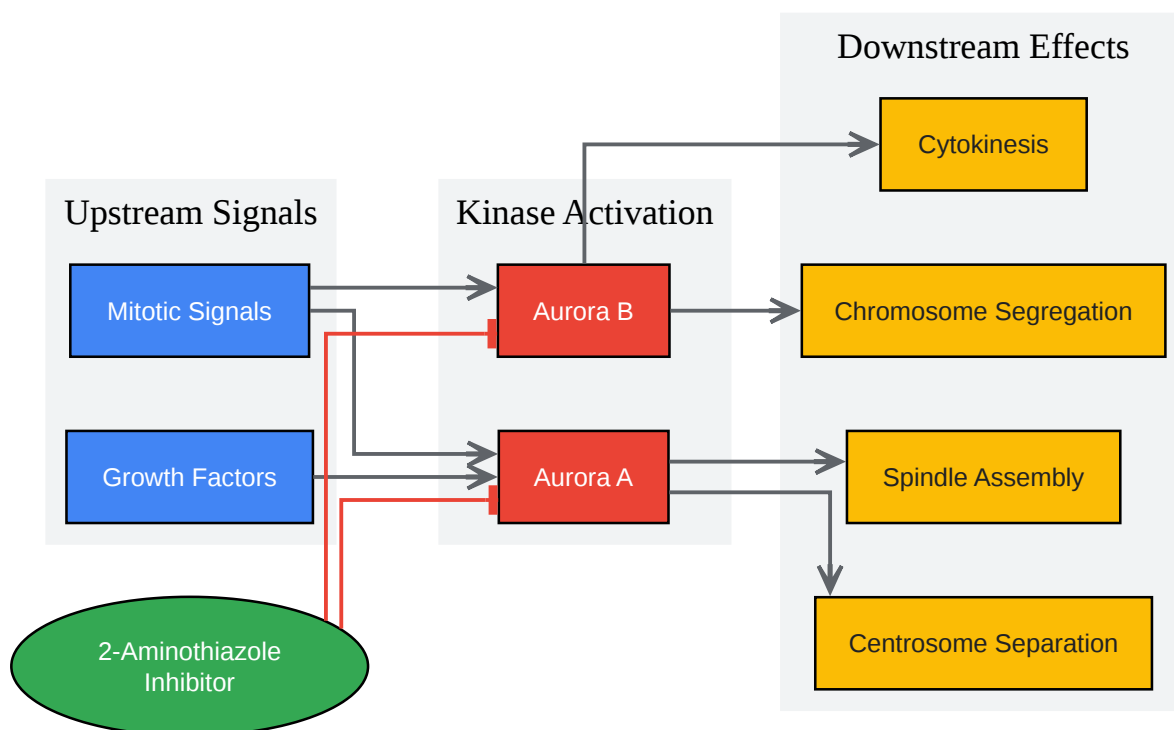 Downstream Effects
Cytokinesis
Upstream Signals
Kinase Activation
Mitotic Signals
Aurora B
Chromosome Segregation
Growth Factors
Aurora A
Spindle Assembly
2-Aminothiazole
Inhibitor
Centrosome Separation